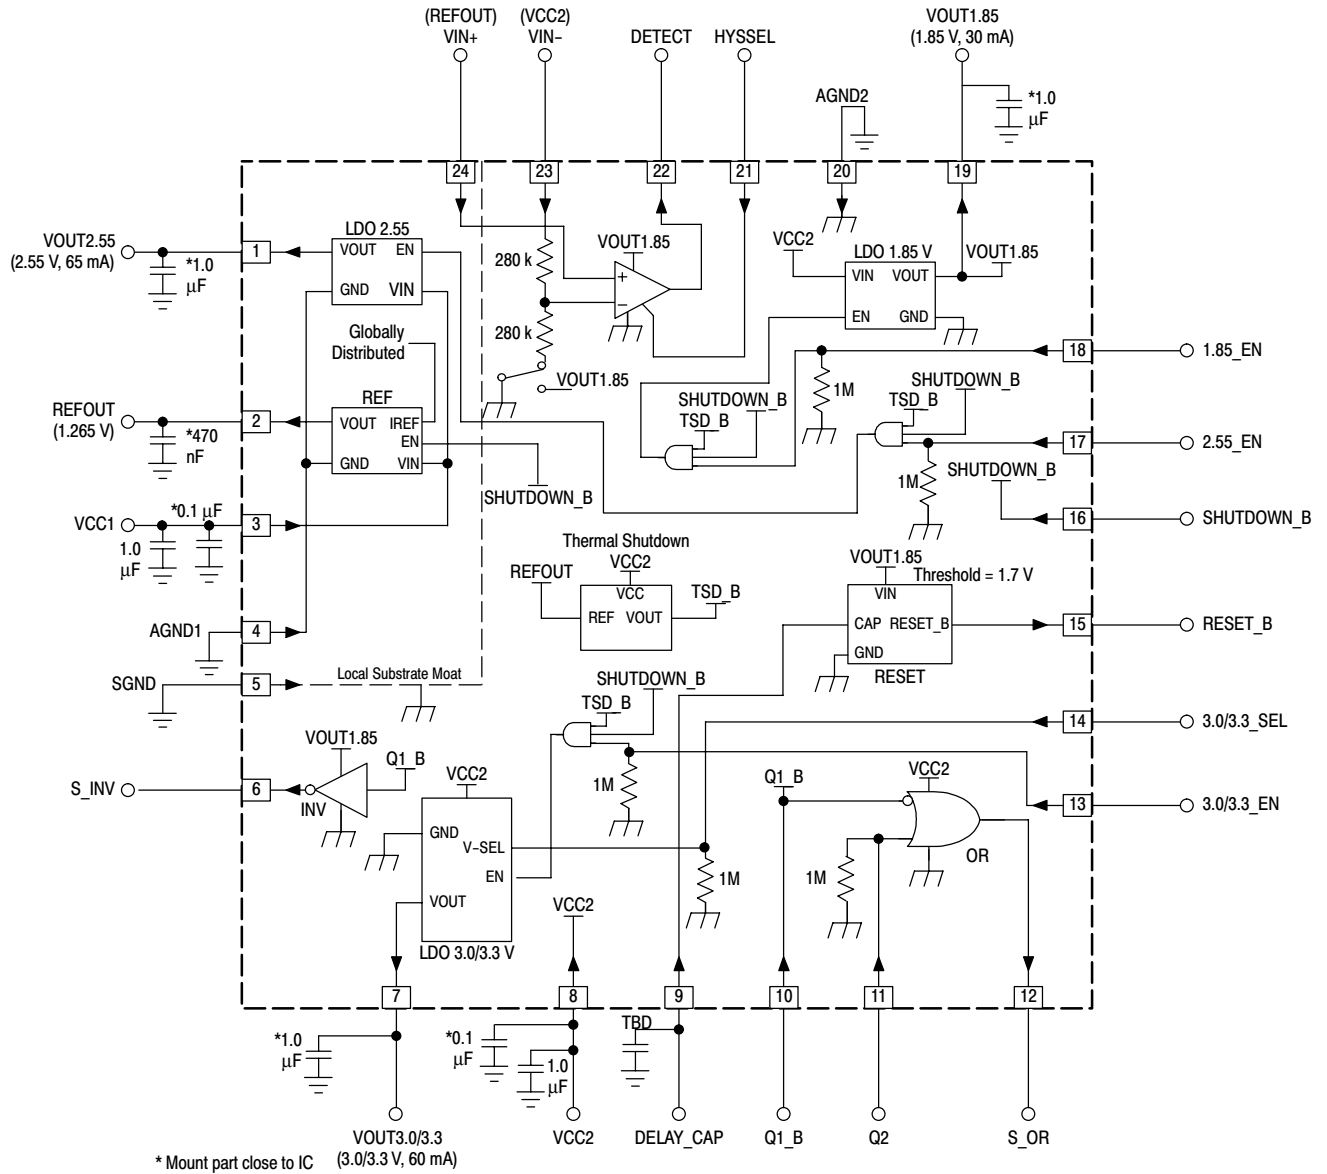 (REFOUT)
VIN+
(VCC2)
VIN−
DETECT
HYSSEL
VOUT1.85
(1.85 V, 30 mA)
AGND2
*1.0
µF
24
23
22
21
20
19
VOUT2.55
(2.55 V, 65 mA)
*1.0
µF
1
LDO 2.55
VOUT
EN
GND
VIN
280 k
280 k
VOUT1.85
+
−
VOUT1.85
VCC2
LDO 1.85 V
VIN
VOUT
EN
GND
VOUT1.85
Globally
Distributed
18
1.85_EN
1M
REFOUT
(1.265 V)
*470
nF
2
REF
VOUT
IREF
EN
GND
VIN
SHUTDOWN_B
SHUTDOWN_B
TSD_B
SHUTDOWN_B
TSD_B
17
2.55_EN
1M
SHUTDOWN_B
16
SHUTDOWN_B
VCC1
*0.1 µF
1.0
µF
3
Thermal Shutdown
REFOUT
VCC2
VCC
REF
VOUT
TSD_B
VOUT1.85
Threshold = 1.7 V
VIN
CAP
RESET_B
GND
RESET
15
RESET_B
AGND1
4
SGND
5
Local Substrate Moat
SHUTDOWN_B
TSD_B
14
3.0/3.3_SEL
VOUT1.85
Q1_B
S_INV
6
INV
VCC2
1M
Q1_B
VCC2
13
3.0/3.3_EN
GND
V−SEL
EN
VOUT
LDO 3.0/3.3 V
1M
1M
OR
VCC2
7
8
9
10
11
12
*1.0
µF
*0.1
µF
1.0
µF
TBD
VOUT3.0/3.3
(3.0/3.3 V, 60 mA)
VCC2
DELAY_CAP
Q1_B
Q2
S_OR
* Mount part close to IC